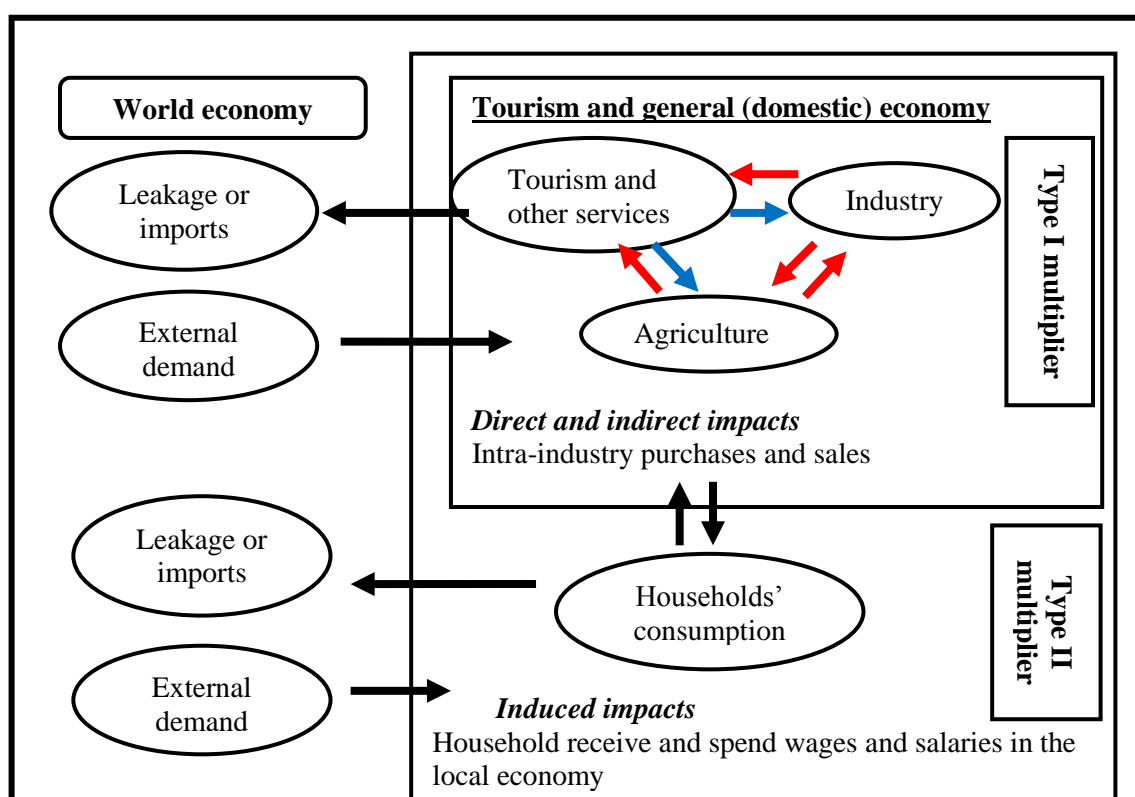 World economy
Tourism and general (domestic) economy
Leakage or
imports
Tourism and
other services
Industry
Type I multiplier
External
demand
Agriculture
Direct and indirect impacts
Intra-industry purchases and sales
Leakage or
imports
Households’
consumption
Type II
multiplier
External
demand
Induced impacts
Household receive and spend wages and salaries in the
local economy